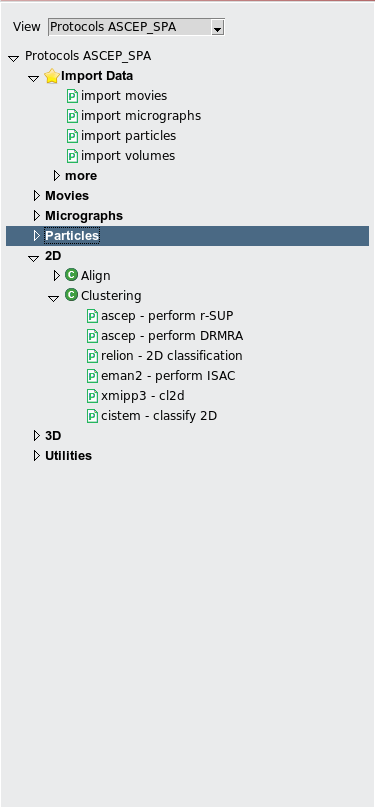 View Protocols ASCEP_SPA
Protocols ASCEP_SPA
Import Data
import movies
import micrographs
import particles
import volumes
more
Movies
Micrographs
Particles
2D
C Align
C Clustering
ascep - perform r-SUP
ascep - perform DRMRA
relion - 2D classification
eman2 - perform ISAC
xmipp3 - cl2d
cistem - classify 2D
3D
Utilities